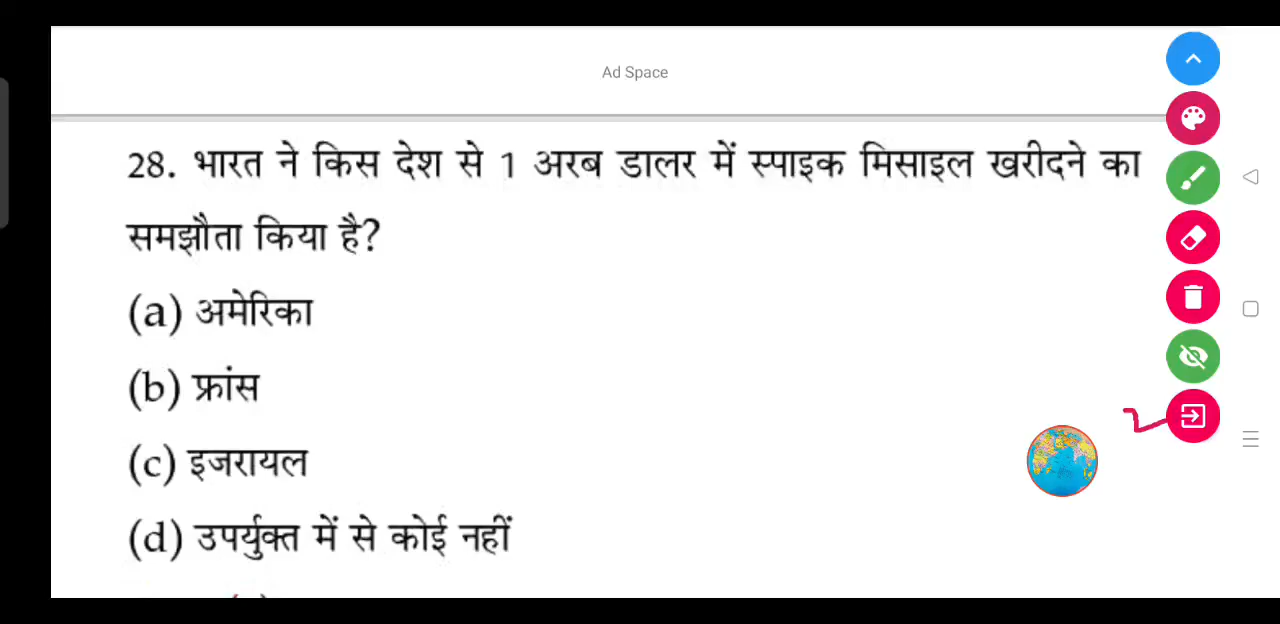 Ad Space
28. भारत ने किस देश से 1 अरब डालर में स्पाइक मिसाइल खरीदने का
समझौता किया है?
(a) अमेरिका
(b) फ्रांस
(c) इजरायल
(d) उपर्युक्त में से कोई नहीं